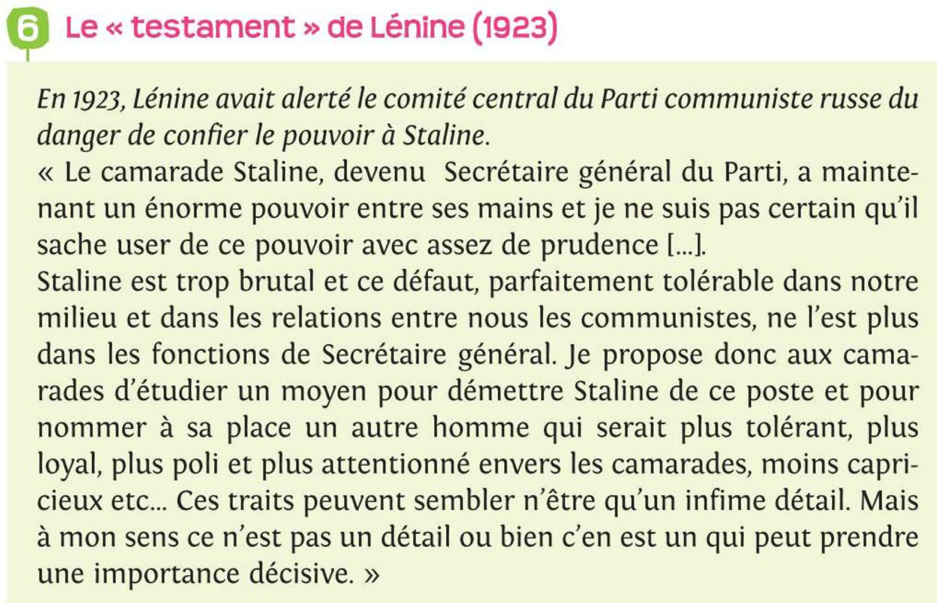 6 Le « testament » de Lénine (1923)
En 1923, Lénine avait alerté le comité central du Parti communiste russe du
danger de confier le pouvoir à Staline.
« Le camarade Staline, devenu Secrétaire général du Parti, a mainte-
nant un énorme pouvoir entre ses mains et je ne suis pas certain qu'il
sache user de ce pouvoir avec assez de prudence [...].
Staline est trop brutal et ce défaut, parfaitement tolérable dans notre
milieu et dans les relations entre nous les communistes, ne l'est plus
dans les fonctions de Secrétaire général. Je propose donc aux cama-
rades d'étudier un moyen pour démettre Staline de ce poste et pour
nommer à sa place un autre homme qui serait plus tolérant, plus
loyal, plus poli et plus attentionné envers les camarades, moins capri-
cieux etc... Ces traits peuvent sembler n'être qu'un infime détail. Mais
à mon sens ce n'est pas un détail ou bien c'en est un qui peut prendre
une importance décisive. »